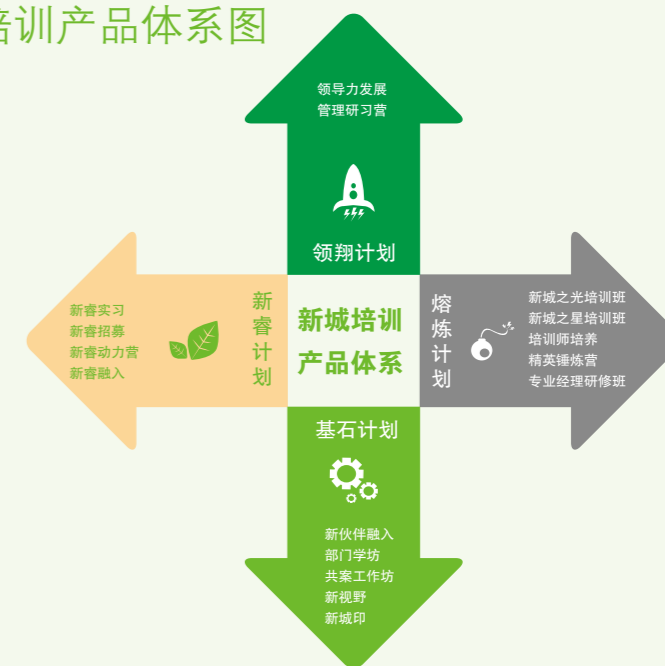 培训产品体系图
领导力发展
管理研习营
领翔计划
新睿实习
新睿招募
新睿动力营
新睿融入
新睿计划
新城培训
产品体系
熔炼计划
新城之光培训班
新城之星培训班
培训师培养
精英锤炼营
专业经理研修班
基石计划
新伙伴融入
部门学坊
共案工作坊
新视野
新城印